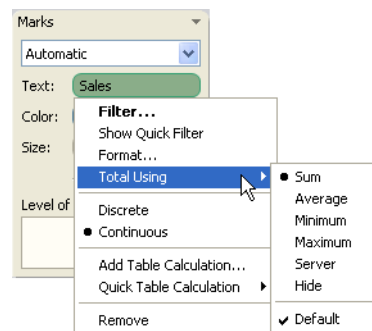 Marks
Automatic
Text: Sales
Color:
Size:
Level of
Filter...
Show Quick Filter
Format...
Total Using
Discrete
Continuous
Add Table Calculation...
Quick Table Calculation
Remove
Sum
Average
Minimum
Maximum
Server
Hide
Default